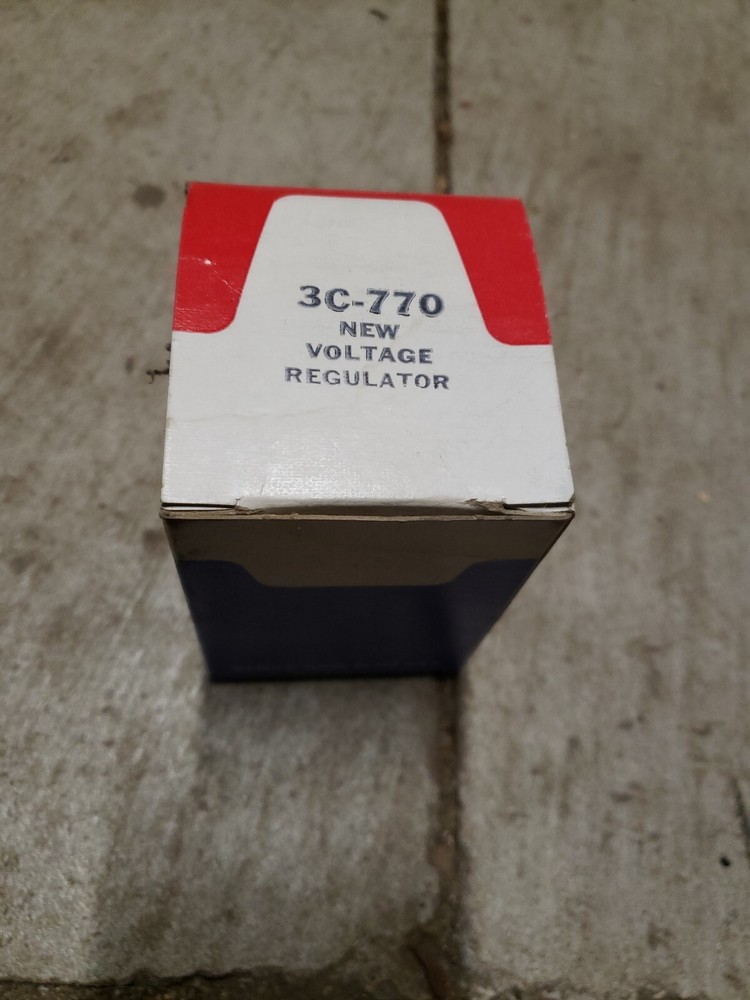 3C-770
NEW
VOLTAGE
REGULATOR